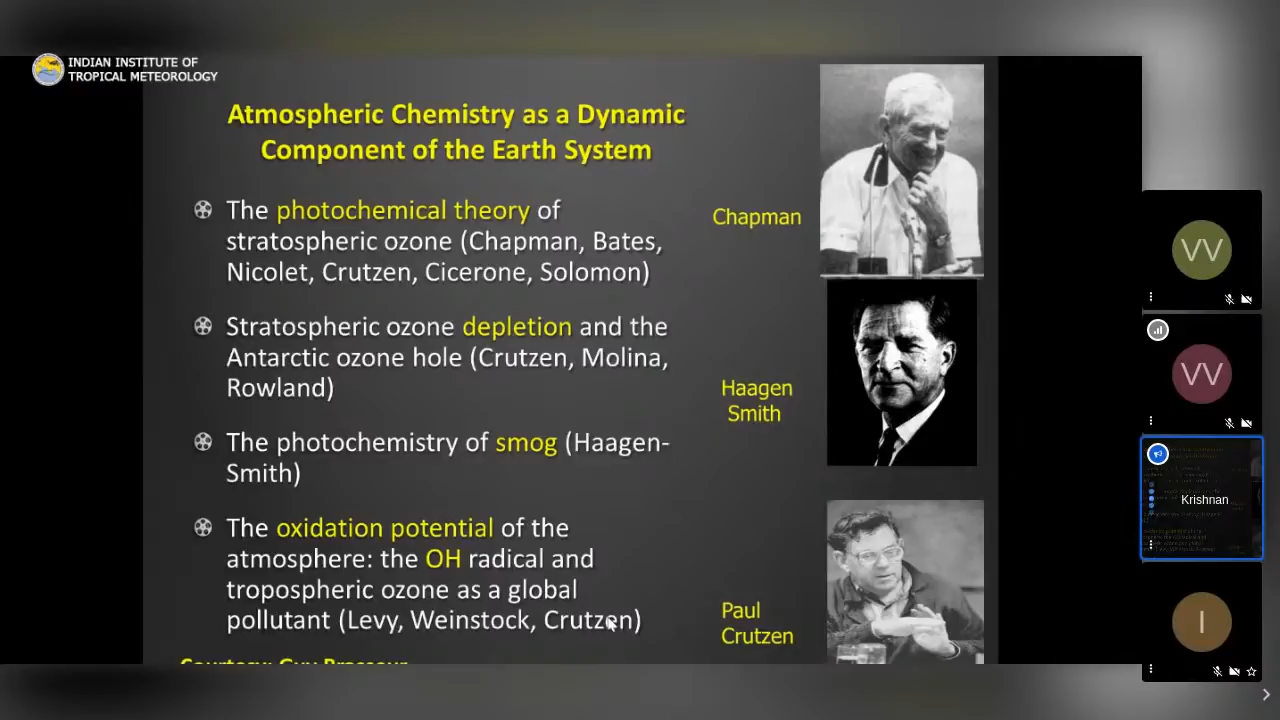 INDIAN INSTITUTE OF
TROPICAL METEOROLOGY
Atmospheric Chemistry as a Dynamic
Component of the Earth System
The photochemical theory of
stratospheric ozone (Chapman, Bates,
Nicolet, Crutzen, Cicerone, Solomon)
Stratospheric ozone depletion and the
Antarctic ozone hole (Crutzen, Molina,
Rowland)
The photochemistry of smog (Haagen-
Smith)
The oxidation potential of the
atmosphere: the OH radical and
tropospheric ozone as a global
pollutant (Levy, Weinstock, Crutzen)
Courtesy: Guy Brasseur
Chapman
Haagen
Smith
Paul
Crutzen
VV
VV
Krishnan
I